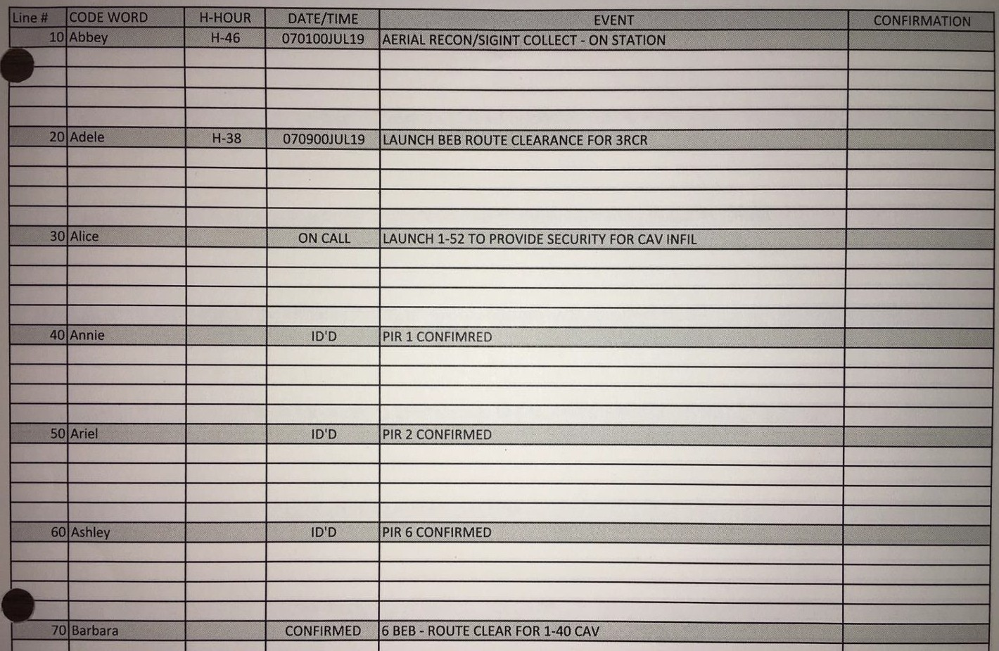 Line # CODE WORD H-HOUR DATE/TIME EVENT CONFIRMATION
10 Abbey H-46 070100JUL19 AERIAL RECON/SIGINT COLLECT - ON STATION
20 Adele H-38 070900JUL19 LAUNCH BEB ROUTE CLEARANCE FOR 3RCR
30 Alice ON CALL LAUNCH 1-52 TO PROVIDE SECURITY FOR CAV INFIL
40 Annie ID'D PIR 1 CONFIMRED
50 Ariel ID'D PIR 2 CONFIRMED
60 Ashley ID'D PIR 6 CONFIRMED
70 Barbara CONFIRMED 6 BEB - ROUTE CLEAR FOR 1-40 CAV